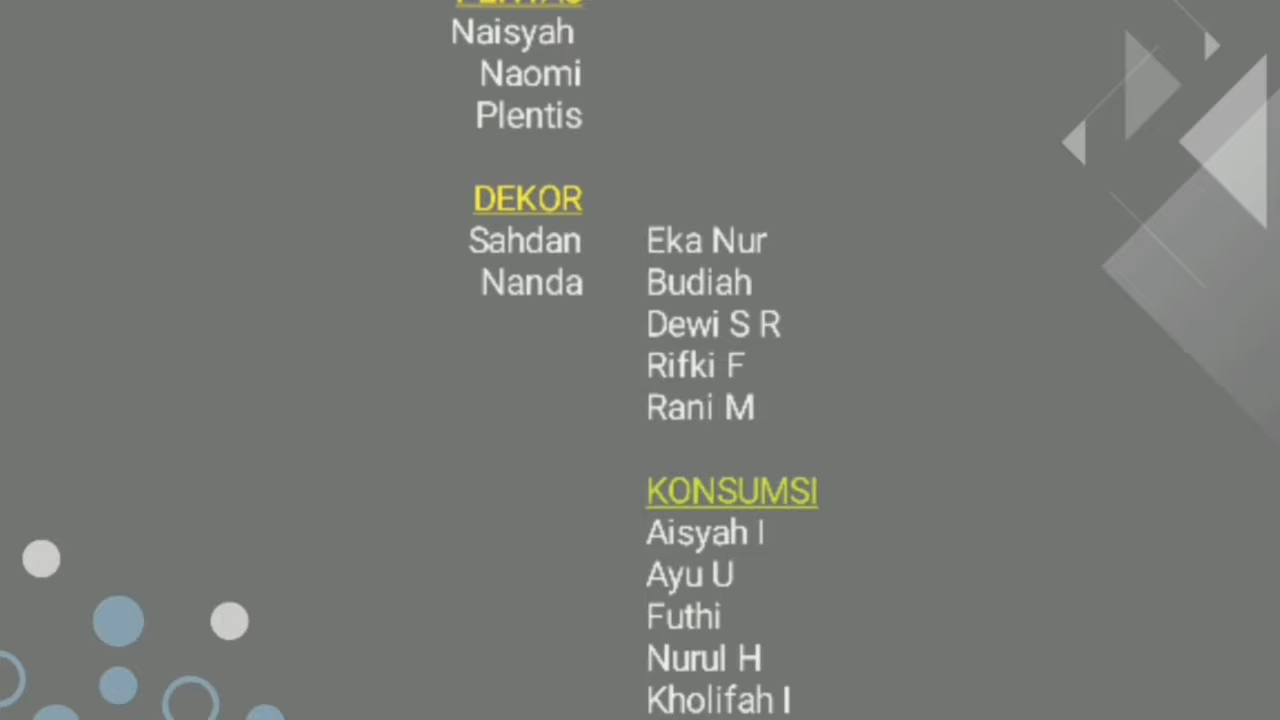 Naisyah
Naomi
Plentis
DEKOR
Sahdan
Nanda
Eka Nur
Budiah
Dewi S R
Rifki F
Rani M
KONSUMSI
Aisyah I
Ayu U
Futhi
Nurul H
Kholifah I